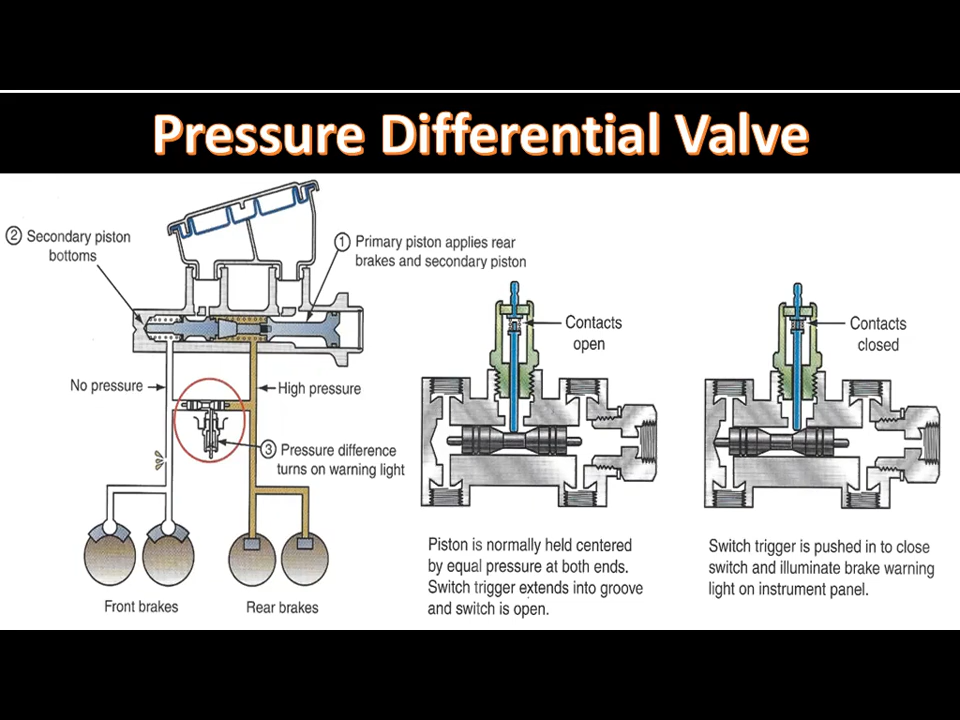 Pressure Differential Valve
② Secondary piston
bottoms
① Primary piston applies rear
brakes and secondary piston
No pressure
High pressure
③ Pressure difference
turns on warning light
Front brakes
Rear brakes
Contacts
open
Piston is normally held centered
by equal pressure at both ends.
Switch trigger extends into groove
and switch is open.
Contacts
closed
Switch trigger is pushed in to close
switch and illuminate brake warning
light on instrument panel.